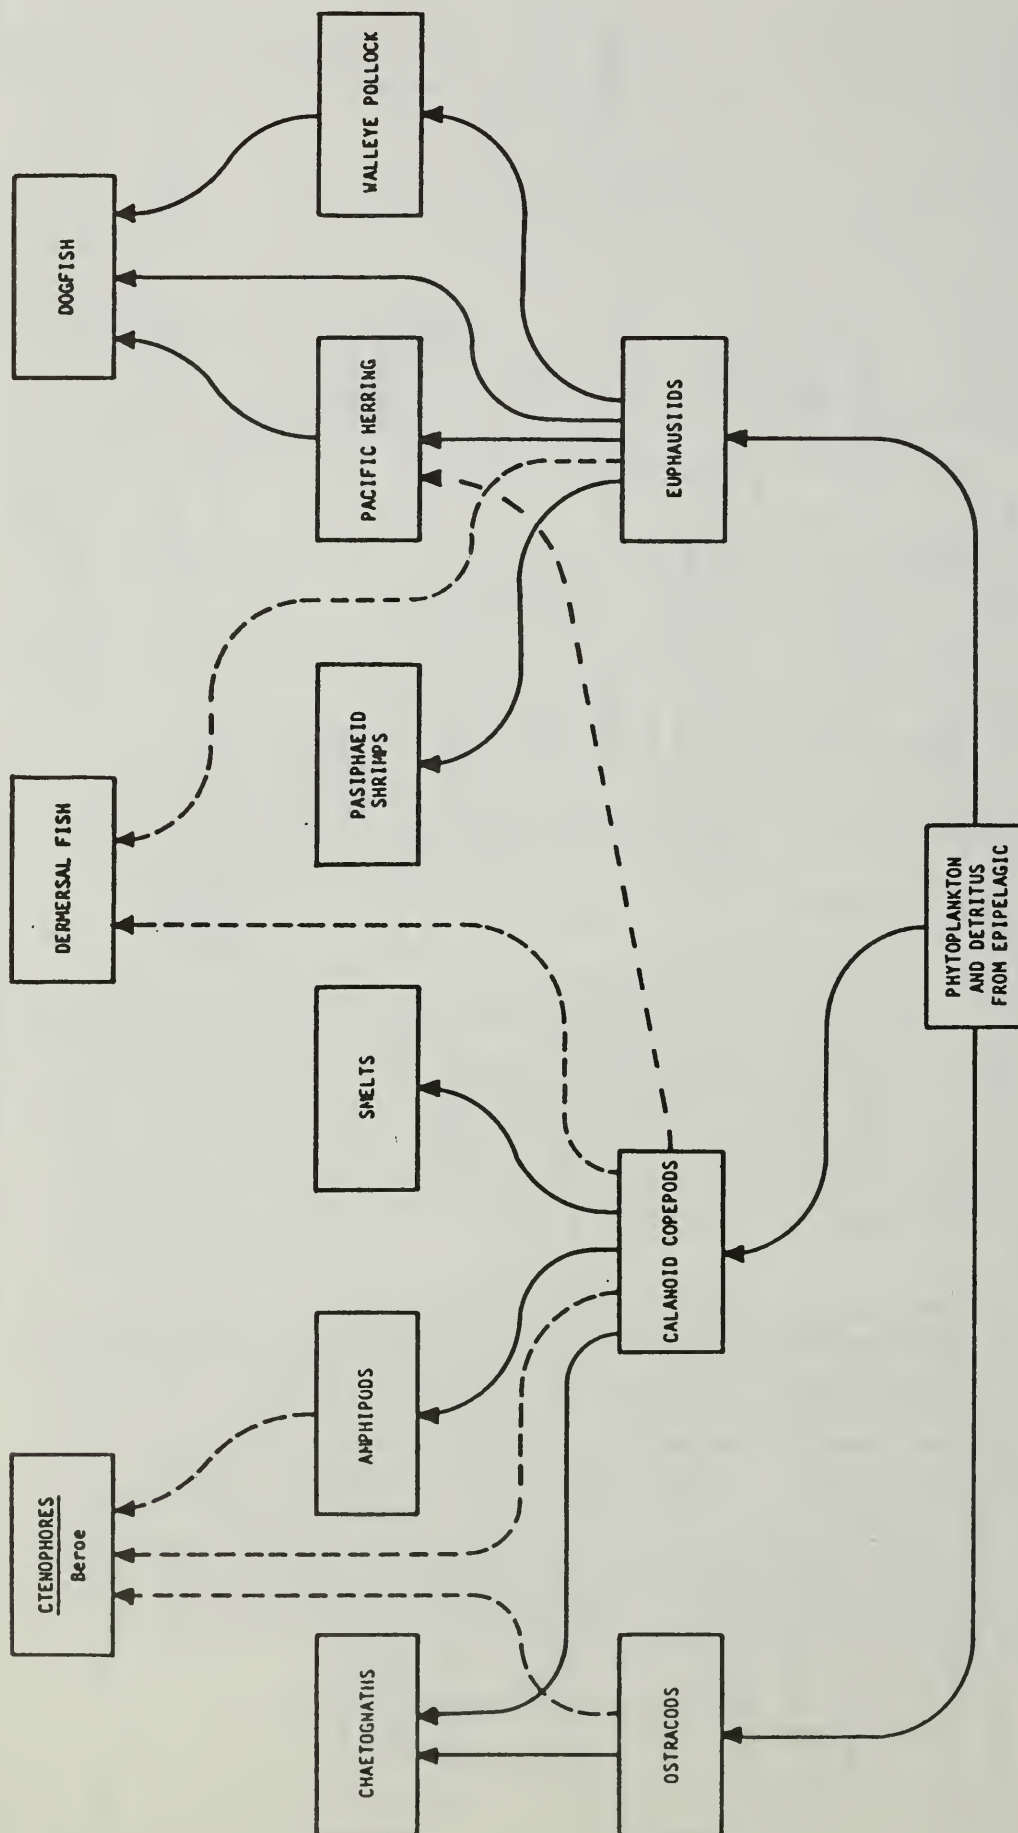 CTENOPHORES
Beroe
DERMERSAL FISH
DOGFISH
CHAETOGNATHS
AMPHIPODS
SMELTS
PASIPHAEID
SHRIMPS
PACIFIC HERRING
WALLEYE POLLOCK
OSTRACODS
CALANOID COPEPODS
EUPHAUSIIDS
PHYTOPLANKTON
AND DETRITUS
FROM EPIPELAGIC